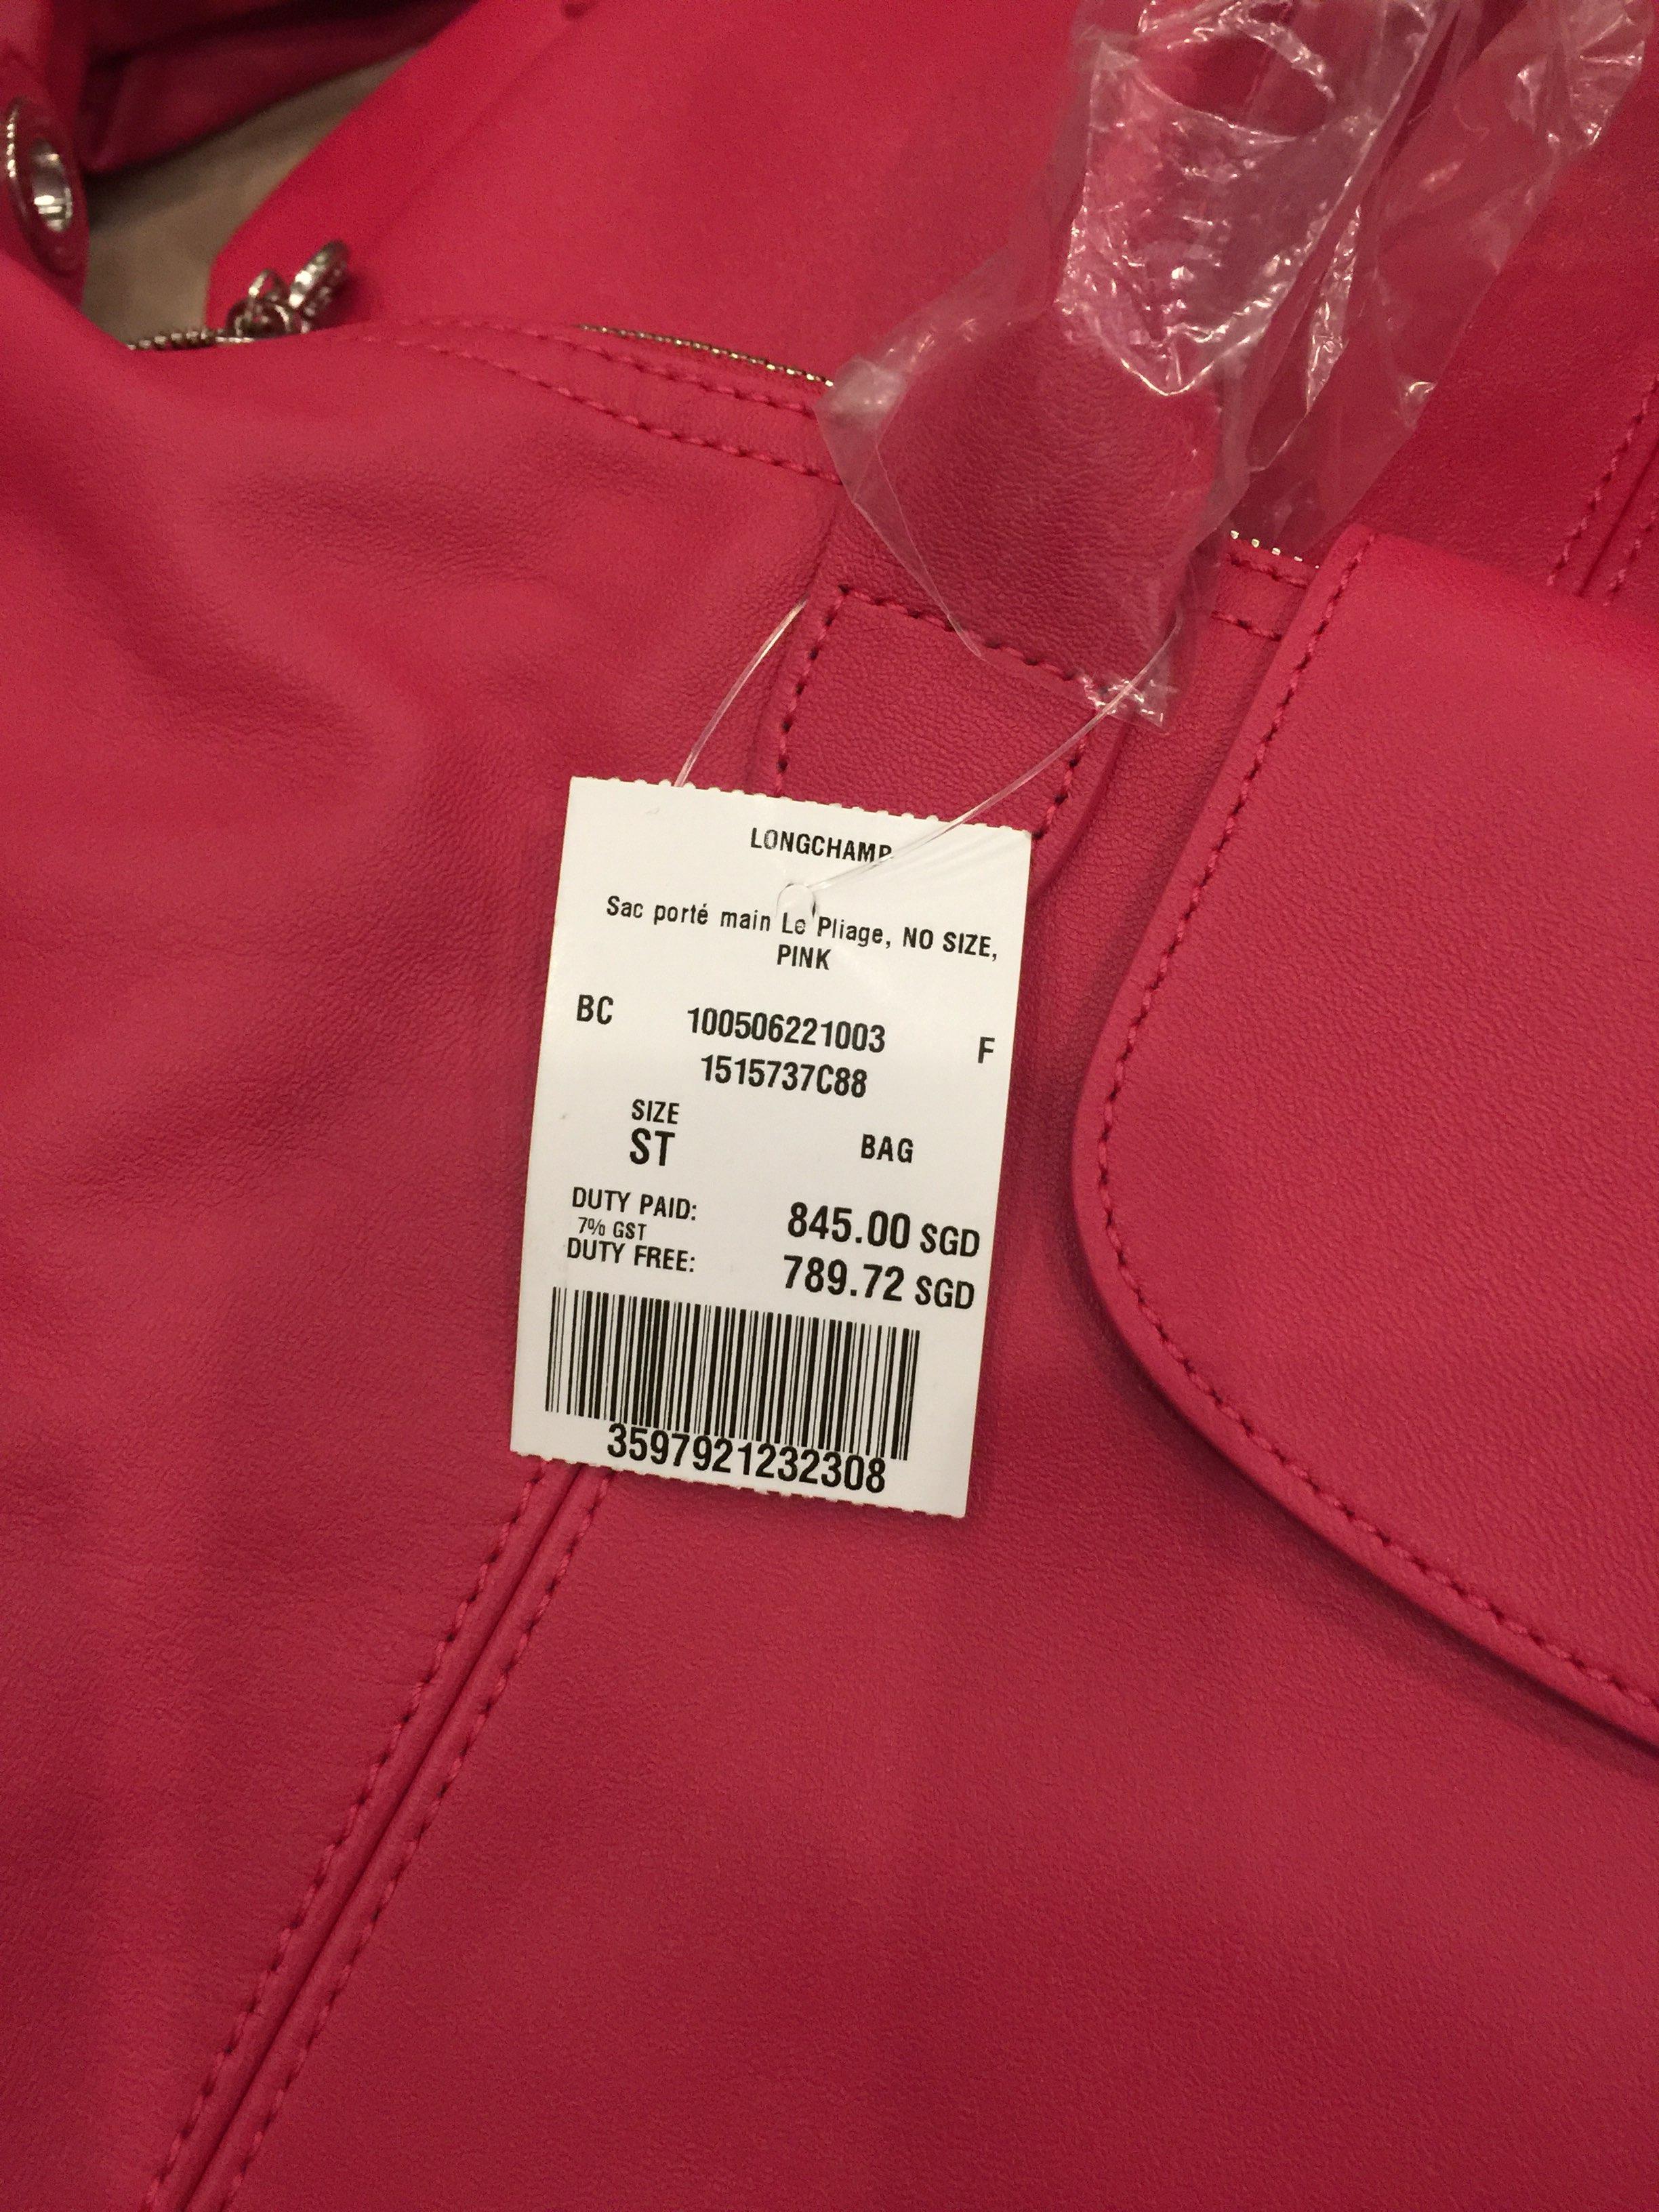 LONGCHAMP
Sac porté main Le Pliage, NO SIZE,
PINK
BC 100506221003 F
1515737C88
SIZE
ST BAG
DUTY PAID: 845.00 SGD
7% GST
DUTY FREE: 789.72 SGD
3597921232308